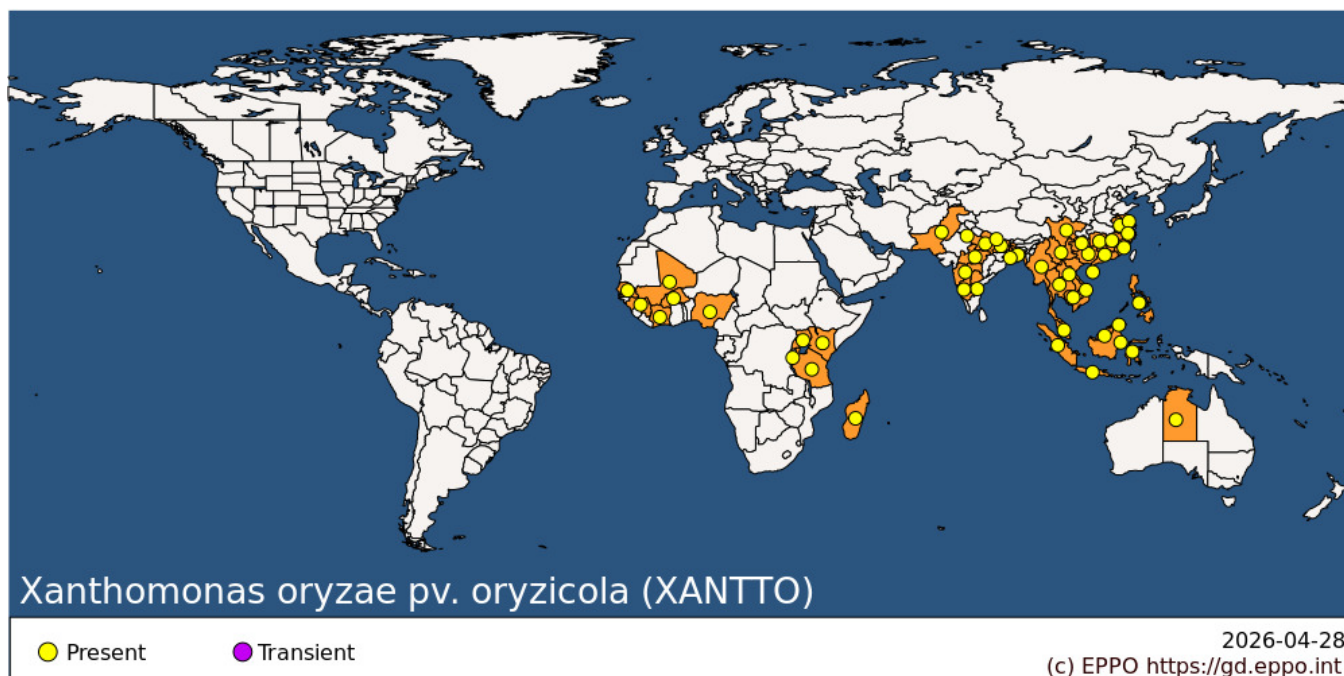 Xanthomonas oryzae pv. oryzicola (XANTTO)
Present
Transient
2026-04-28
(c) EPPO https://gd.eppo.int